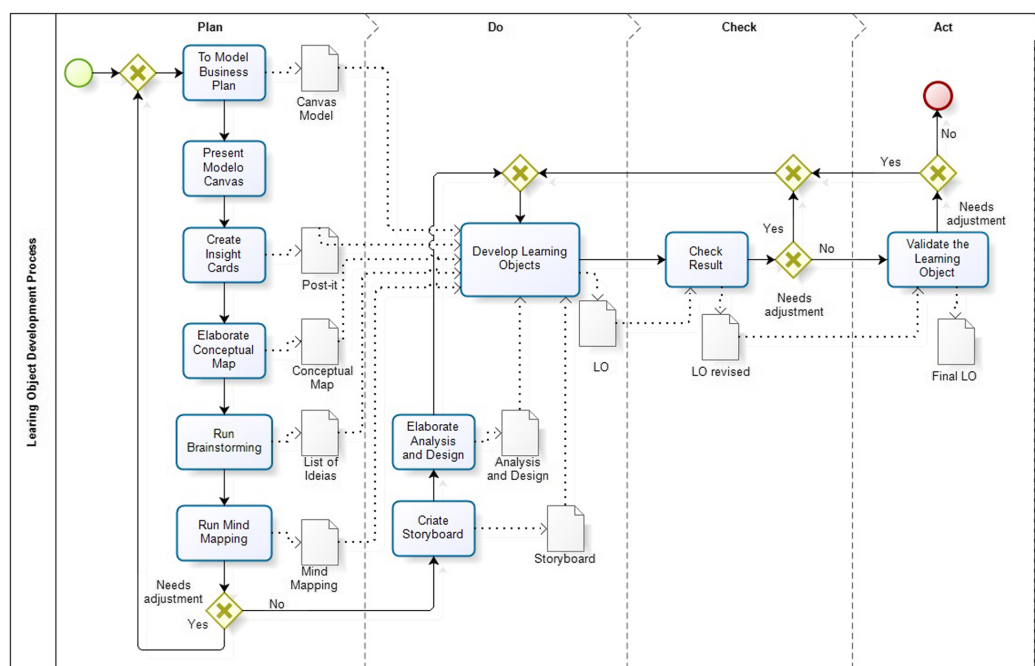 Plan
Do
Check
Act
Learing Object Development Process
To Model
Business
Plan
Canvas
Model
Present
Modelo
Canvas
Create
Insight
Cards
Post-it
Elaborate
Conceptual
Map
Conceptual
Map
Run
Brainstorming
List of
Ideias
Run Mind
Mapping
Mind
Mapping
Needs
adjustment
Yes
No
Elaborate
Analysis
and Design
Analysis
and Design
Criate
Storyboard
Storyboard
Develop Learning
Objects
LO
Check
Result
LO revised
Yes
No
Needs
adjustment
Validate the
Learning
Object
Final LO
Needs
adjustment
Yes
No